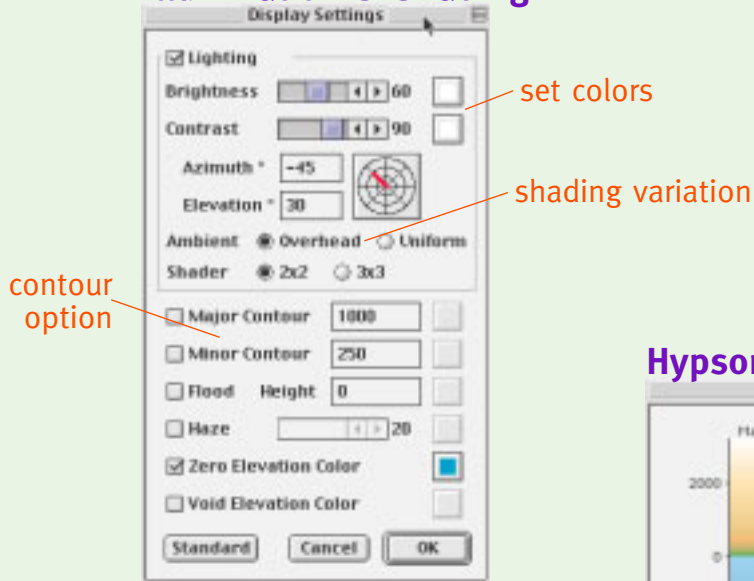 Display Settings
Lighting
Brightness 60
set colors
Contrast 90
Azimuth ° -45
Elevation ° 30
shading variation
Ambient Overhead Uniform
Shader 2x2 3x3
contour
option
Major Contour 1000
Minor Contour 250
Flood Height 0
Haze 20
Zero Elevation Color
Void Elevation Color
Standard Cancel OK
2000
0